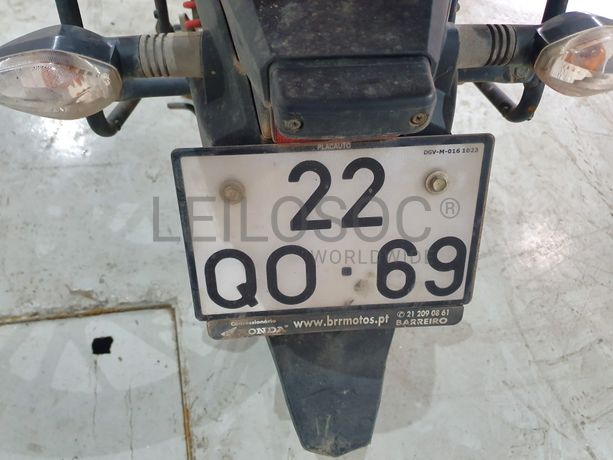 PLACAUTO
DGV-M-016 1023
22
LEILOSOC®
WORLDWIDE
QO·69
Concessionário
HONDA
www.brrmotos.pt
21 209 08 61
BARREIRO